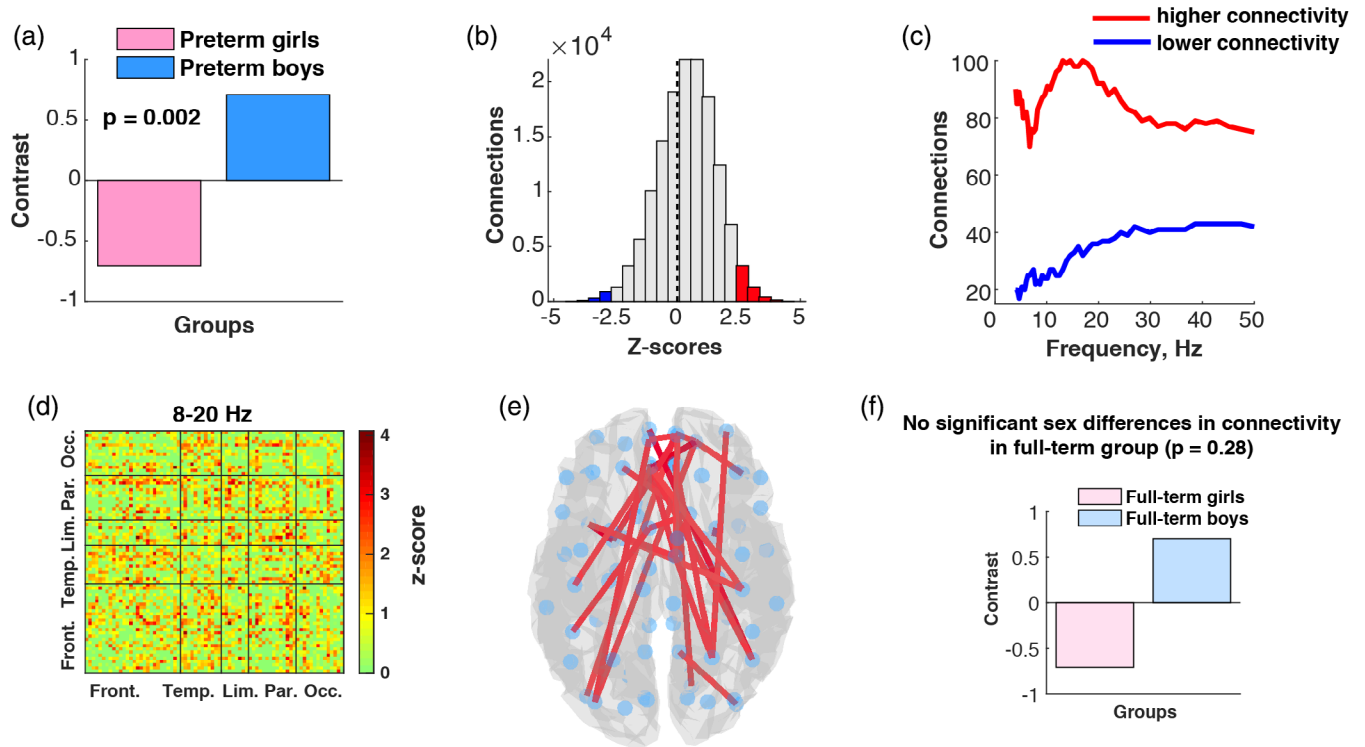 (a)
Preterm girls
Preterm boys
1
0.5
0
-0.5
-1
p = 0.002
Contrast
Groups
(b)
×10⁴
2
1.5
1
0.5
0
-5
-2.5
0
2.5
5
Connections
Z-scores
(c)
higher connectivity
lower connectivity
100
80
60
40
20
0
10
20
30
40
50
Connections
Frequency, Hz
(d)
8-20 Hz
Occ.
Par.
Lim.
Temp.
Front.
Front.
Temp.
Lim.
Par.
Occ.
4
3
2
1
0
z-score
(e)
(f)
No significant sex differences in connectivity
in full-term group (p = 0.28)
Full-term girls
Full-term boys
1
0.5
0
-0.5
-1
Contrast
Groups